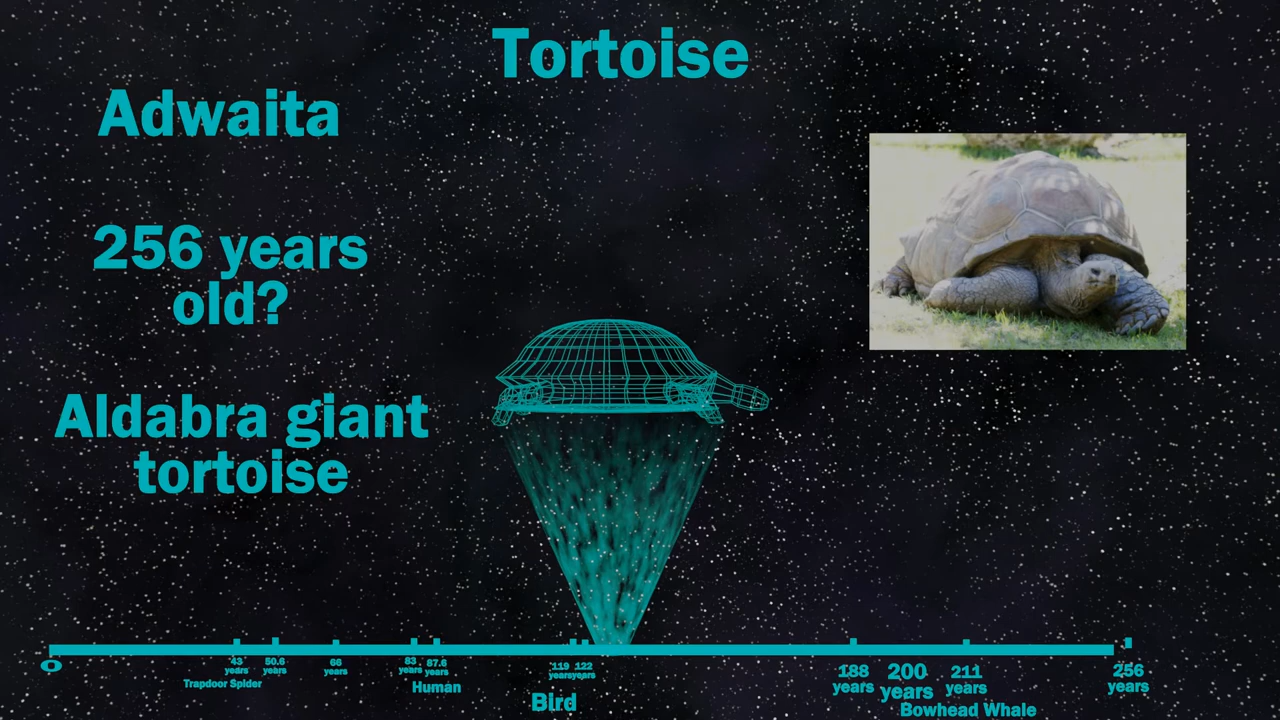 Tortoise
Adwaita
256 years
old?
Aldabra giant
tortoise
0
43
years
50.6
years
66
years
83
years
87.6
years
119
years
122
years
188
years
200
years
211
years
256
years
Trapdoor Spider
Human
Bird
Bowhead Whale